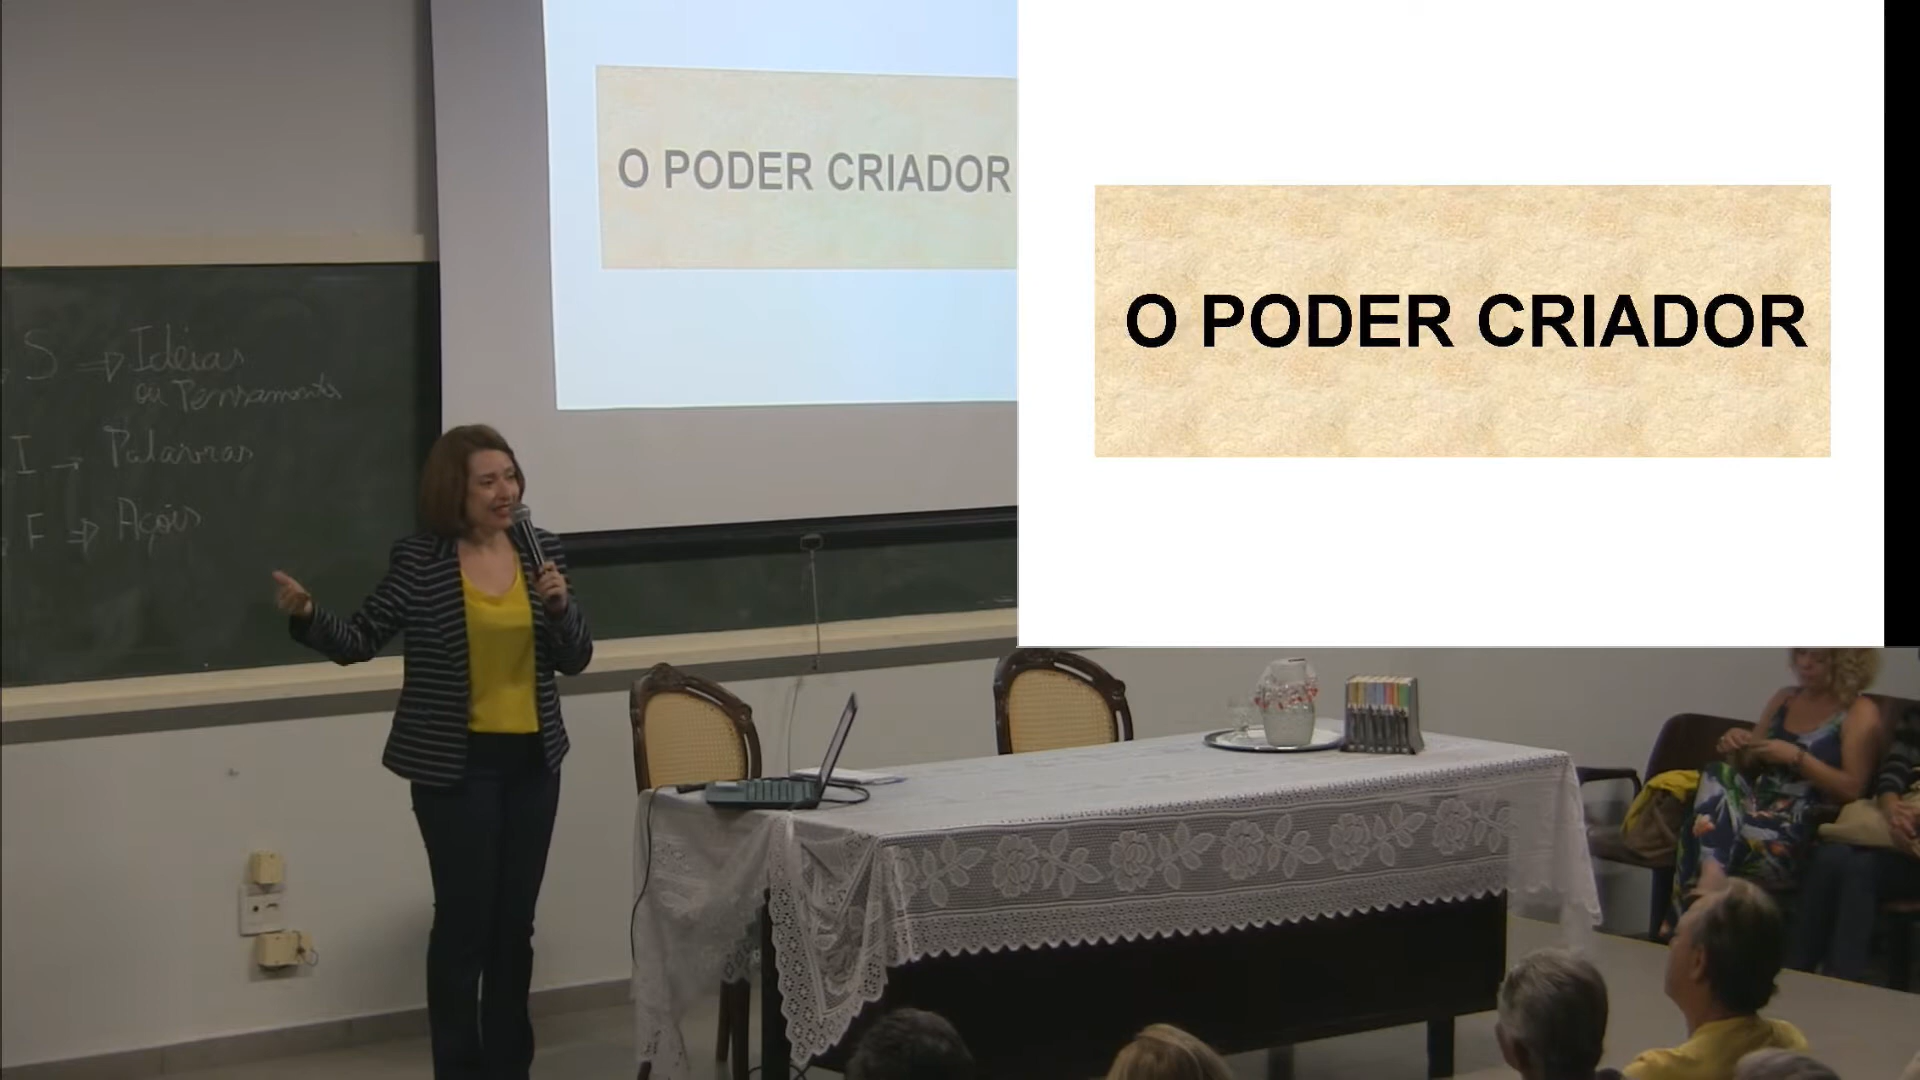 S ⇒ Idéias
ou Pensamentos
I → Palavras
F ⇒ Ações
O PODER CRIADOR
O PODER CRIADOR